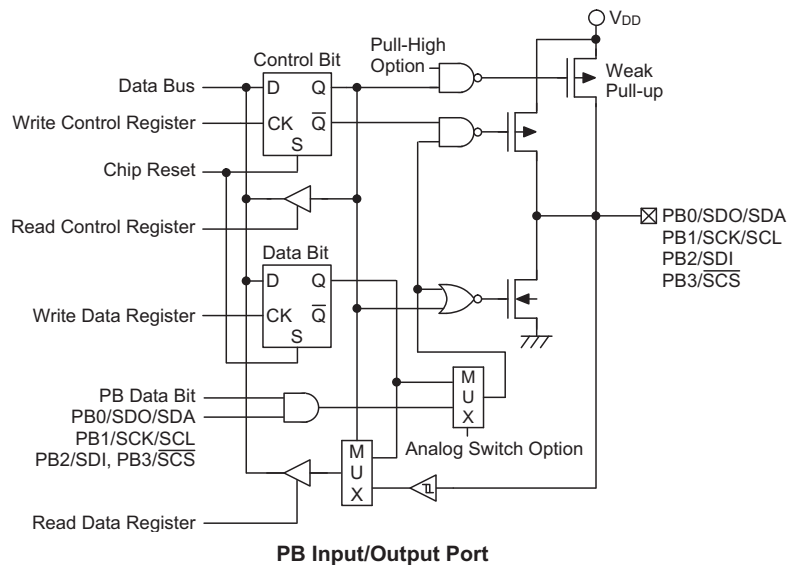 VDD
Control Bit
Pull-High
Option
Weak
Pull-up
Data Bus
D
Q
Write Control Register
CK
Q
S
Chip Reset
Read Control Register
PB0/SDO/SDA
PB1/SCK/SCL
PB2/SDI
PB3/SCS
Data Bit
D
Q
Write Data Register
CK
Q
S
PB Data Bit
PB0/SDO/SDA
PB1/SCK/SCL
PB2/SDI, PB3/SCS
M
U
X
Analog Switch Option
M
U
X
Read Data Register
PB Input/Output Port